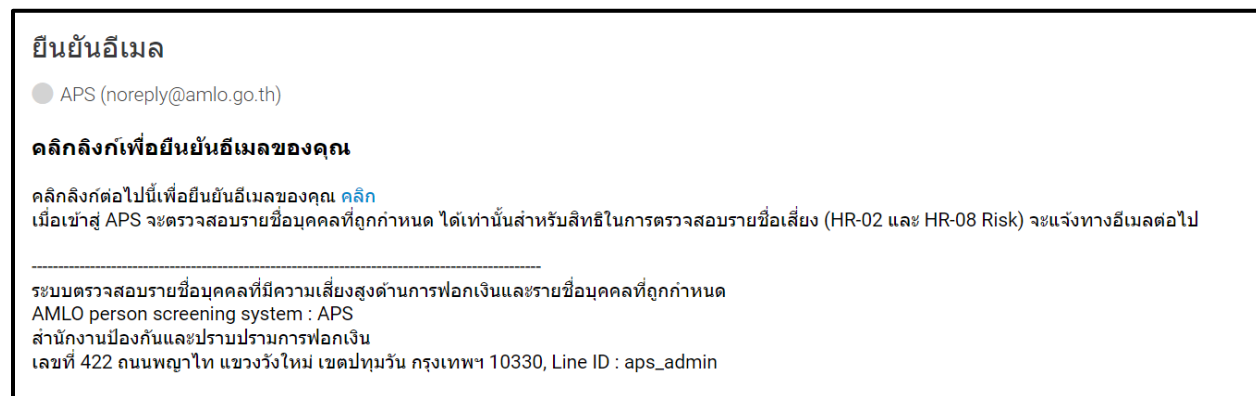 ยืนยันอีเมล
APS (noreply@amlo.go.th)
คลิกลิงก์เพื่อยืนยันอีเมลของคุณ
คลิกลิงก์ต่อไปนี้เพื่อยืนยันอีเมลของคุณ คลิก
เมื่อเข้าสู่ APS จะตรวจสอบรายชื่อบุคคลที่ถูกกำหนด ได้เท่านั้นสำหรับสิทธิในการตรวจสอบรายชื่อเสี่ยง (HR-02 และ HR-08 Risk) จะแจ้งทางอีเมลต่อไป
----------------------------------------------------------------------------------------------
ระบบตรวจสอบรายชื่อบุคคลที่มีความเสี่ยงสูงด้านการฟอกเงินและรายชื่อบุคคลที่ถูกกำหนด
AMLO person screening system : APS
สำนักงานป้องกันและปราบปรามการฟอกเงิน
เลขที่ 422 ถนนพญาไท แขวงวังใหม่ เขตปทุมวัน กรุงเทพฯ 10330, Line ID : aps_admin